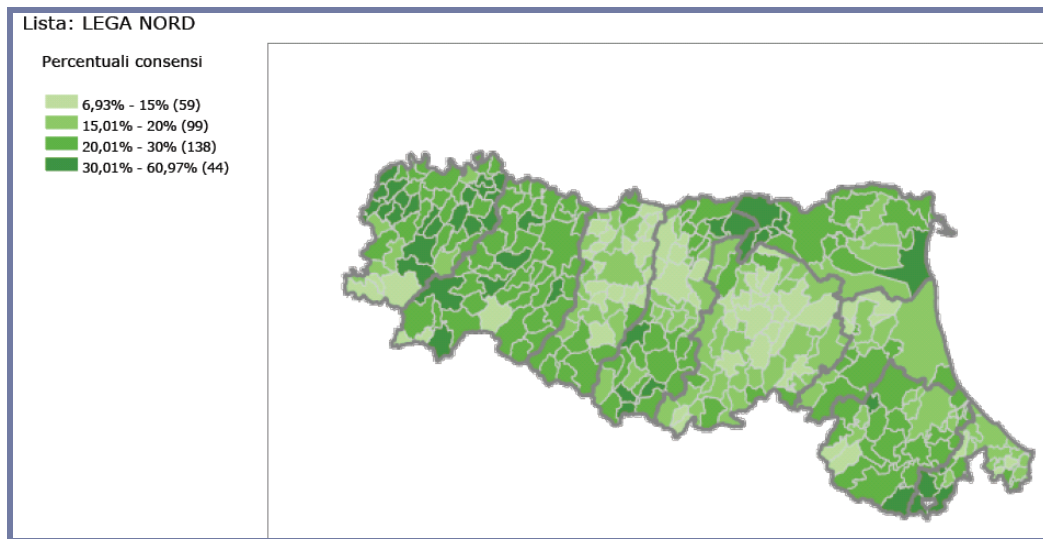 Lista: LEGA NORD
Percentuali consensi
6,93% - 15% (59)
15,01% - 20% (99)
20,01% - 30% (138)
30,01% - 60,97% (44)